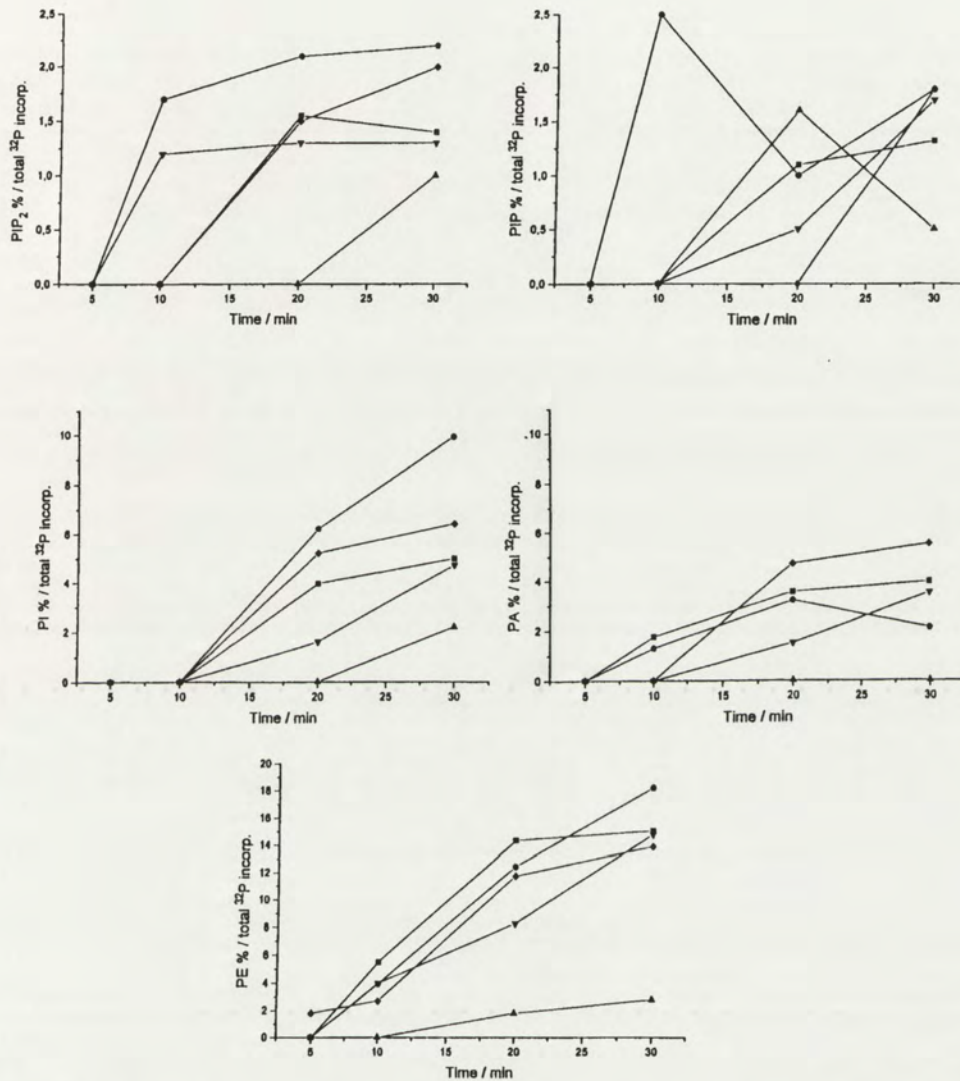 2,5
2,0
1,5
1,0
0,5
0,0
PIP2 % / total 32P incorp.
5 10 15 20 25 30
Time / min
2,5
2,0
1,5
1,0
0,5
0,0
PIP % / total 32P incorp.
5 10 15 20 25 30
Time / min
10
8
6
4
2
0
PI % / total 32P incorp.
5 10 15 20 25 30
Time / min
10
8
6
4
2
0
PA % / total 32P incorp.
5 10 15 20 25 30
Time / min
20
18
16
14
12
10
8
6
4
2
0
PE % / total 32P incorp.
5 10 15 20 25 30
Time / min